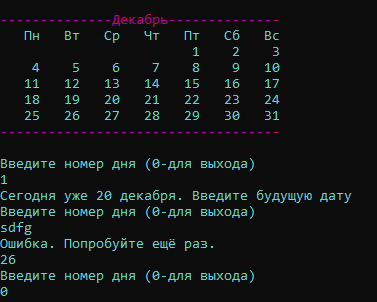 --------------Декабрь--------------
Пн Вт Ср Чт Пт Сб Вс
1 2 3
4 5 6 7 8 9 10
11 12 13 14 15 16 17
18 19 20 21 22 23 24
25 26 27 28 29 30 31
-----------------------------------
Введите номер дня (0-для выхода)
1
Сегодня уже 20 декабря. Введите будущую дату
Введите номер дня (0-для выхода)
sdfg
Ошибка. Попробуйте ещё раз.
26
Введите номер дня (0-для выхода)
0